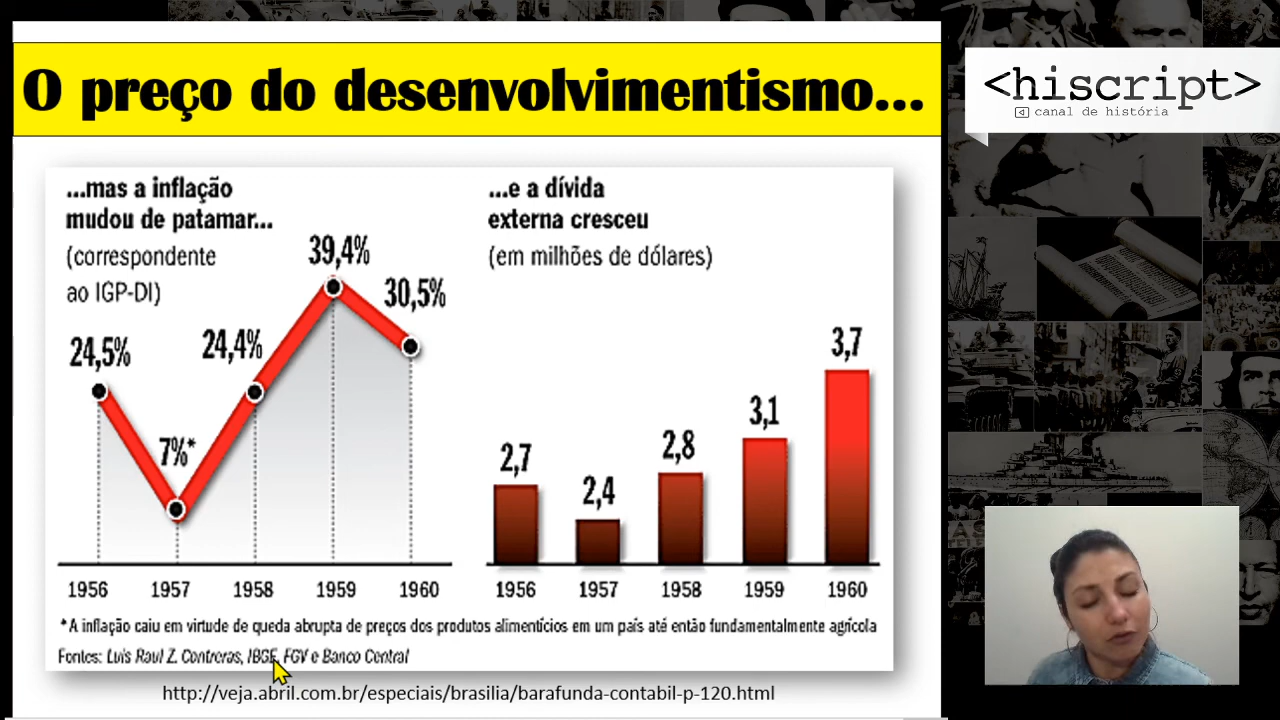 O preço do desenvolvimentismo...
<hiscript>
canal de história
...mas a inflação
mudou de patamar...
(correspondente
ao IGP-DI)
24,5%
7%*
24,4%
39,4%
30,5%
1956 1957 1958 1959 1960
...e a dívida
externa cresceu
(em milhões de dólares)
2,7
2,4
2,8
3,1
3,7
1956 1957 1958 1959 1960
* A inflação caiu em virtude de queda abrupta de preços dos produtos alimentícios em um país até então fundamentalmente agrícola
Fontes: Luis Raul Z. Contreras, IBGE, FGV e Banco Central
http://veja.abril.com.br/especiais/brasilia/barafunda-contabil-p-120.html